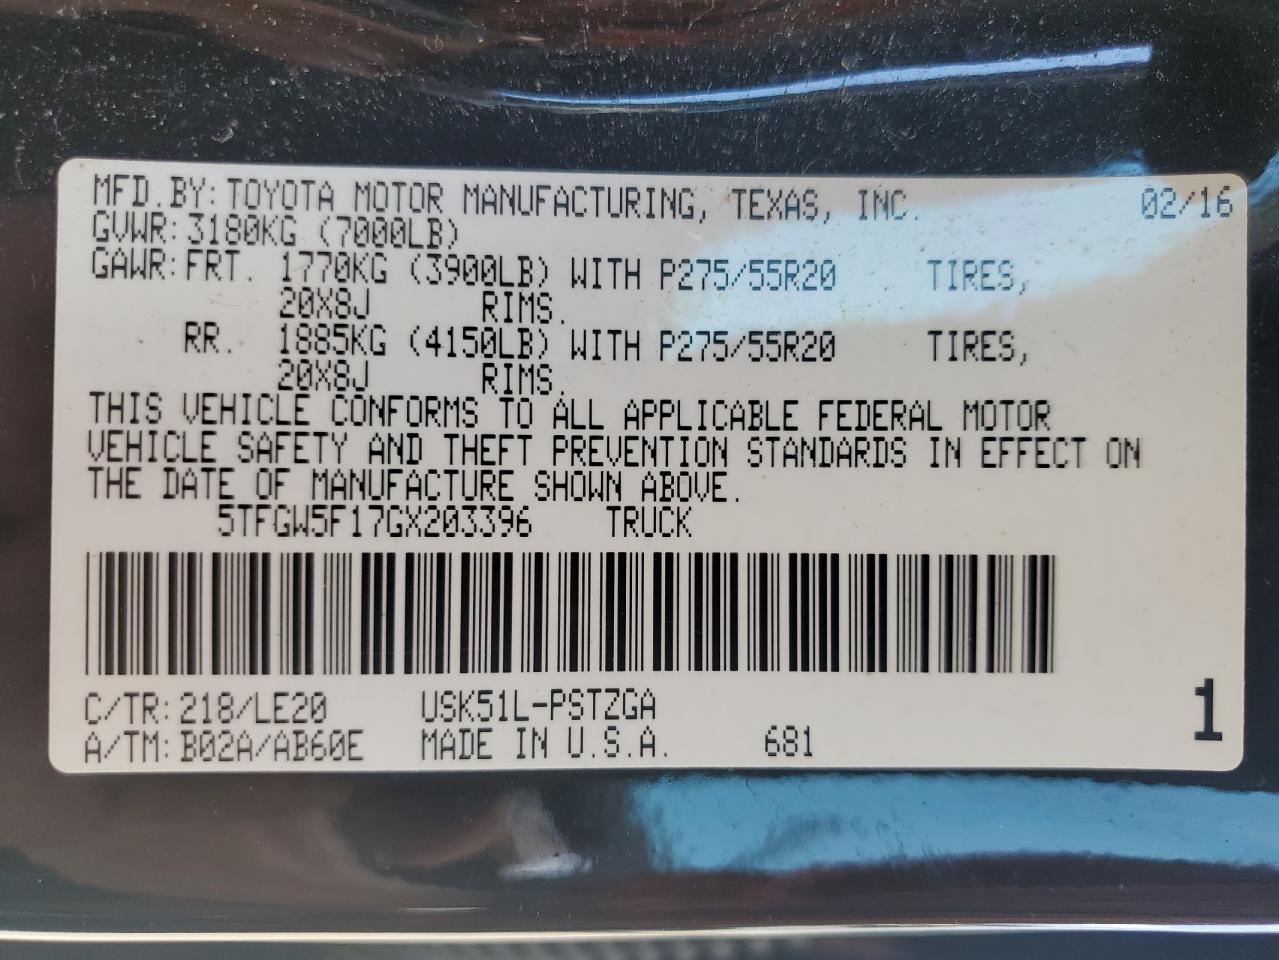 MFD.BY:TOYOTA MOTOR MANUFACTURING, TEXAS, INC. 02/16
GVWR:3180KG (7000LB)
GAWR:FRT. 1770KG (3900LB) WITH P275/55R20 TIRES,
20X8J RIMS.
RR. 1885KG (4150LB) WITH P275/55R20 TIRES,
20X8J RIMS.
THIS VEHICLE CONFORMS TO ALL APPLICABLE FEDERAL MOTOR
VEHICLE SAFETY AND THEFT PREVENTION STANDARDS IN EFFECT ON
THE DATE OF MANUFACTURE SHOWN ABOVE.
5TFGW5F17GX203396 TRUCK
C/TR:218/LE20 USK51L-PSTZGA 1
A/TM:B02A/AB60E MADE IN U.S.A. 681